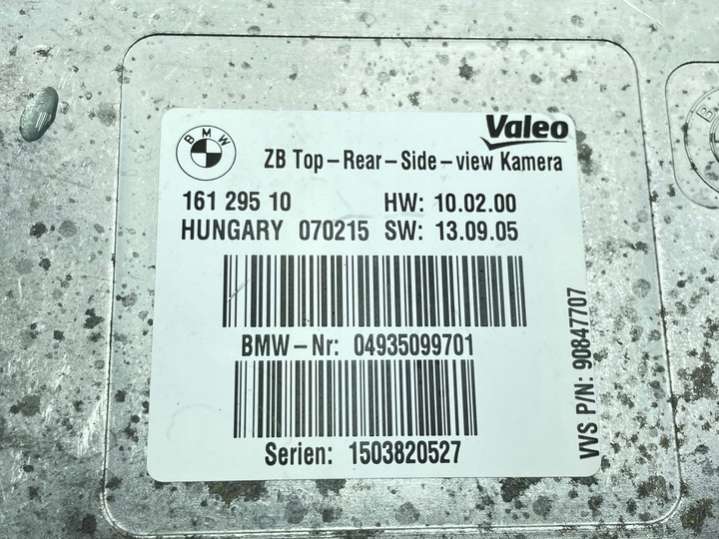 BMW
Valeo
ZB Top-Rear-Side-view Kamera
161 295 10 HW: 10.02.00
HUNGARY 070215 SW: 13.09.05
BMW-Nr: 04935099701
Serien: 1503820527
VVS P/N: 90847707